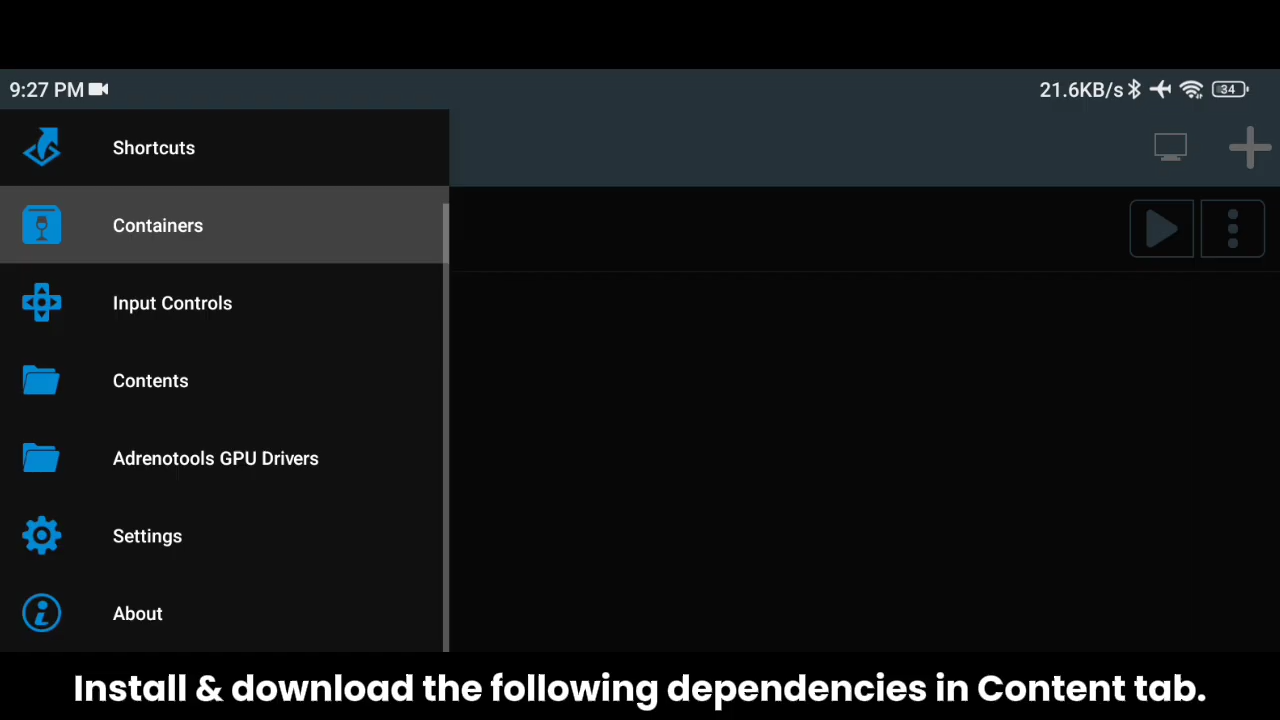 9:27 PM
21.6KB/s
34
Shortcuts
Containers
Input Controls
Contents
Adrenotools GPU Drivers
Settings
About
Install & download the following dependencies in Content tab.